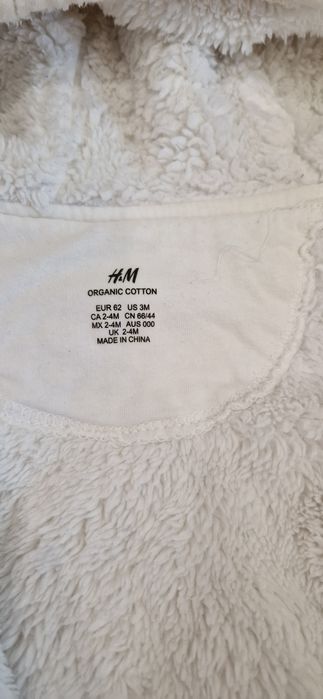 H&M
ORGANIC COTTON
EUR 62 US 3M
CA 2-4M CN 66/44
MX 2-4M AUS 000
UK 2-4M
MADE IN CHINA